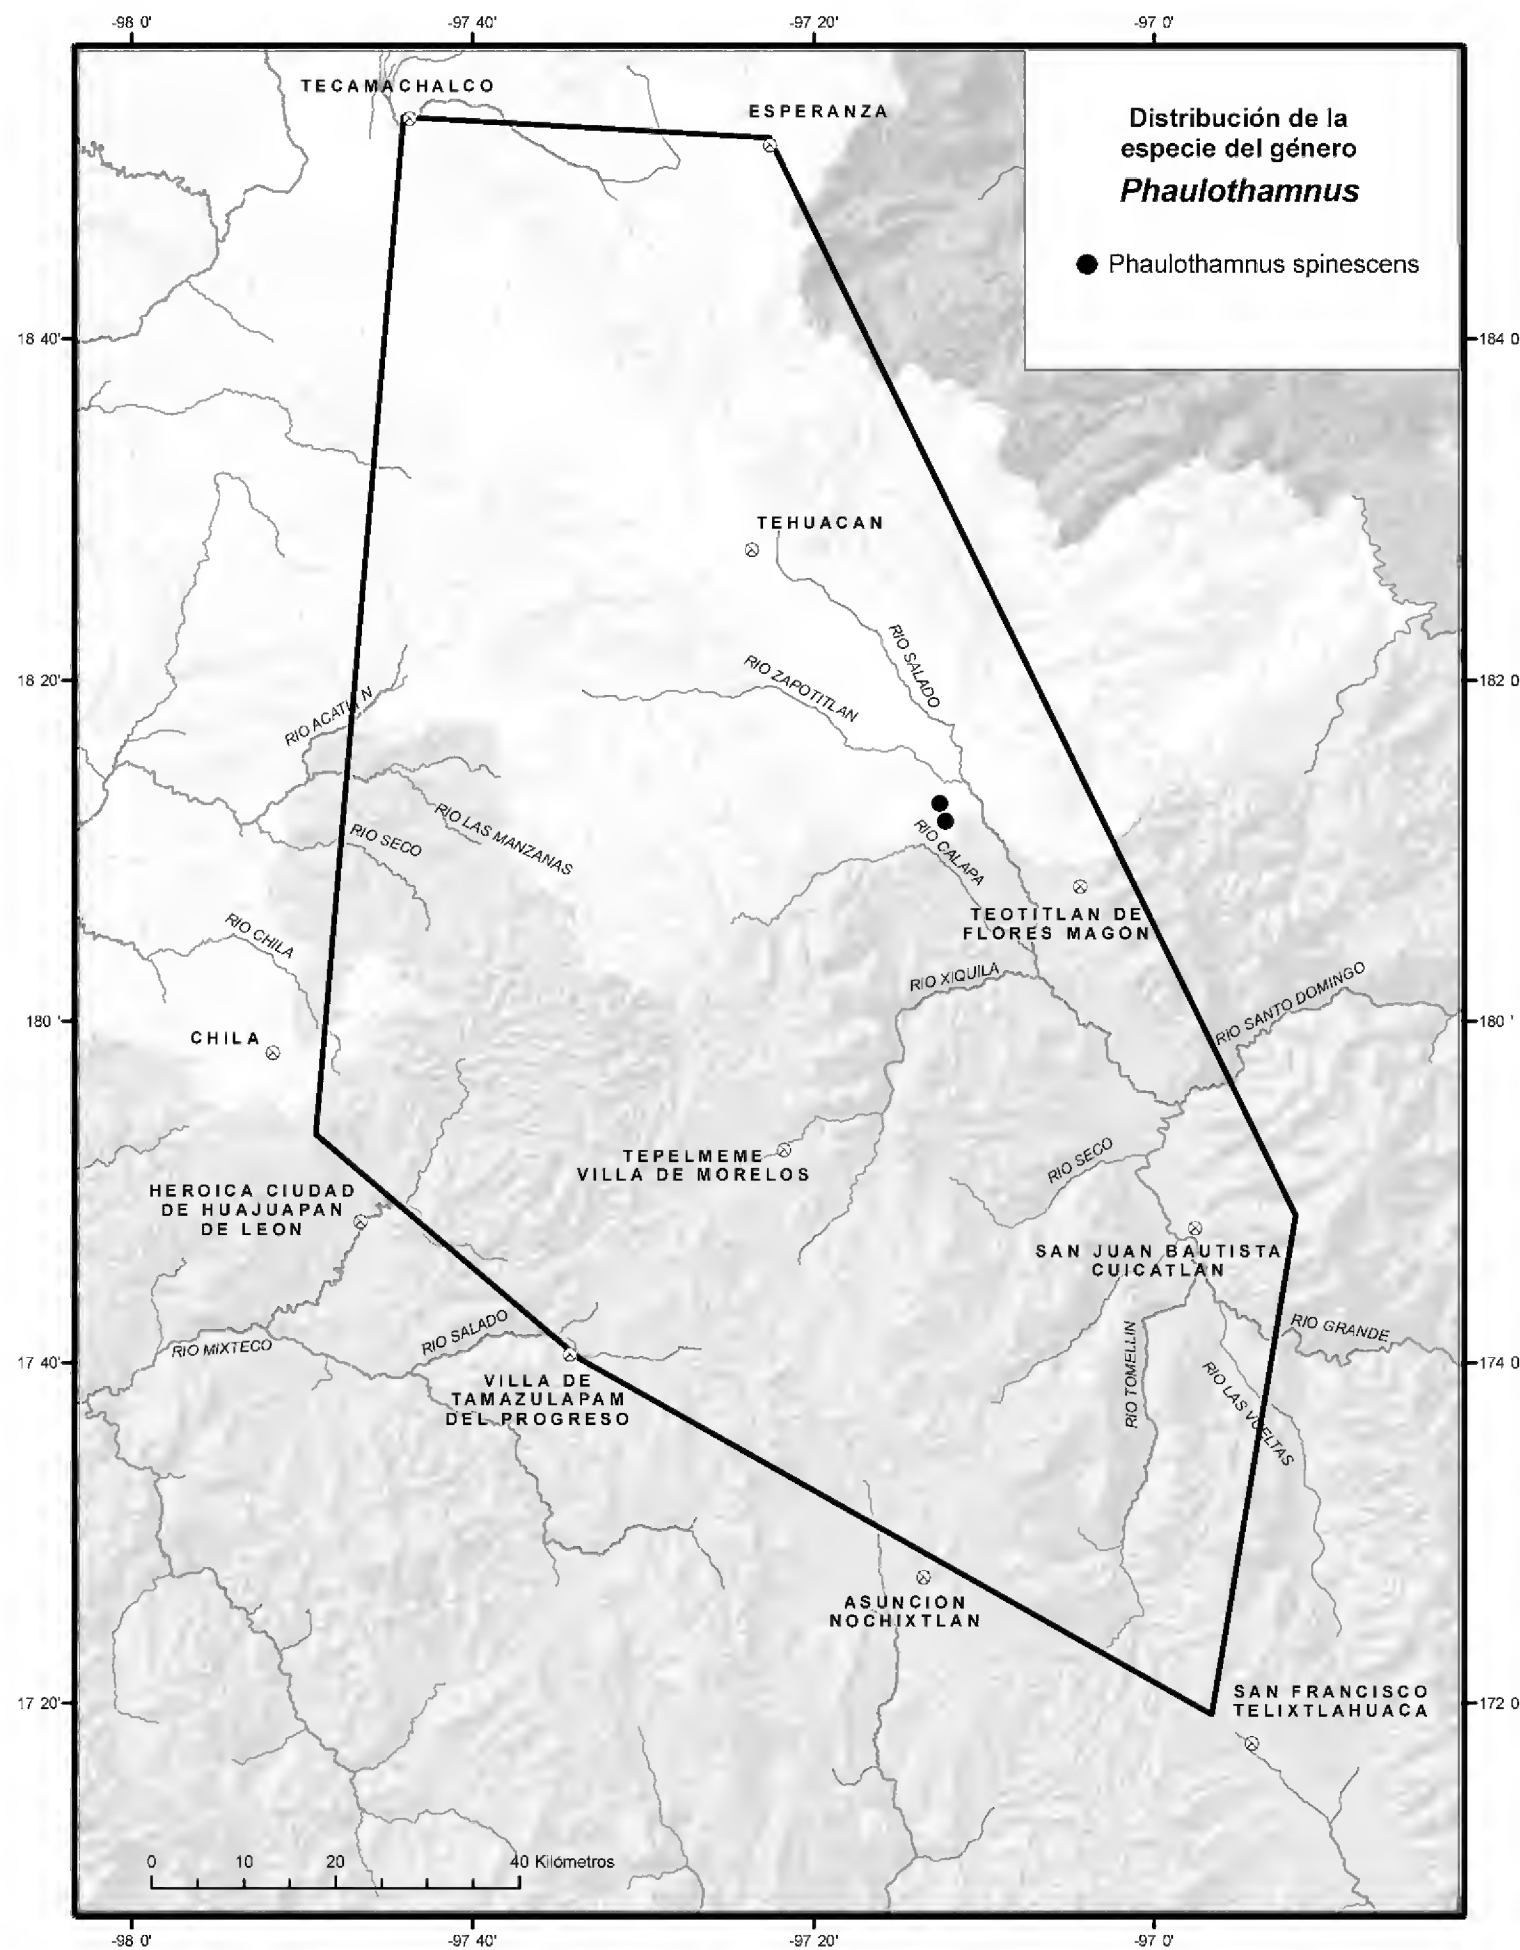 -98 0'
-97 40'
-97 20'
-97 0'
TECAMACHALCO
ESPERANZA
Distribución de la
especie del género
Phaulothamnus
Phaulothamnus spinescens
18 40'
184 0
TEHUACAN
RIO SALADO
RIO ZAPOTITLAN
18 20'
182 0
RIO ACATL N
RIO LAS MANZANAS
RIO SECO
RIO CALAPA
TEOTITLAN DE
FLORES MAGON
RIO CHILA
RIO XIQUILA
RIO SANTO DOMINGO
180 '
180 '
CHILA
TEPELMEME
VILLA DE MORELOS
RIO SECO
HEROICA CIUDAD
DE HUAJUAPAN
DE LEON
SAN JUAN BAUTISTA
CUICATLAN
RIO MIXTECO
RIO SALADO
RIO GRANDE
RIO TOMELLIN
RIO LAS VUELTAS
17 40'
174 0
VILLA DE
TAMAZULAPAM
DEL PROGRESO
ASUNCION
NOCHIXTLAN
17 20'
172 0
SAN FRANCISCO
TELIXTLAHUACA
0 10 20 40 Kilómetros
-98 0'
-97 40'
-97 20'
-97 0'